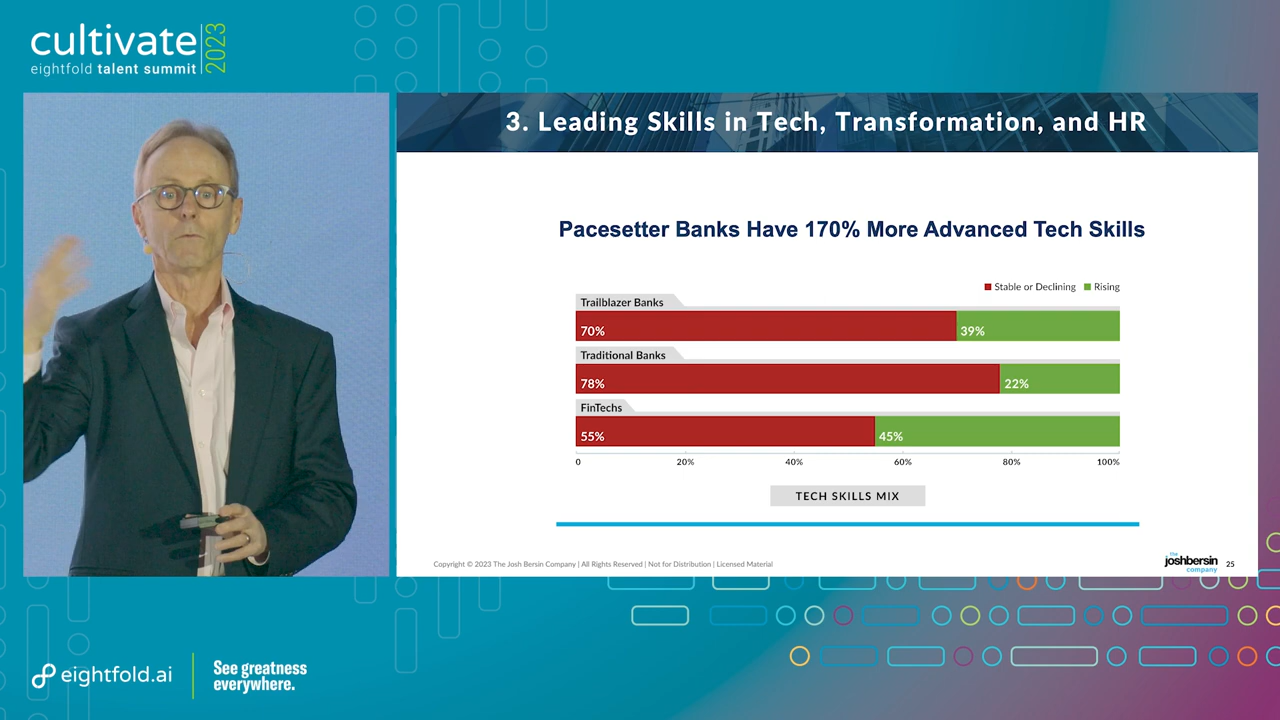 cultivate 2023
eightfold talent summit
3. Leading Skills in Tech, Transformation, and HR
Pacesetter Banks Have 170% More Advanced Tech Skills
Stable or Declining Rising
Trailblazer Banks
70% 39%
Traditional Banks
78% 22%
FinTechs
55% 45%
0 20% 40% 60% 80% 100%
TECH SKILLS MIX
Copyright © 2023 The Josh Bersin Company | All Rights Reserved | Not for Distribution | Licensed Material
the
joshbersin
company
25
eightfold.ai
See greatness
everywhere.